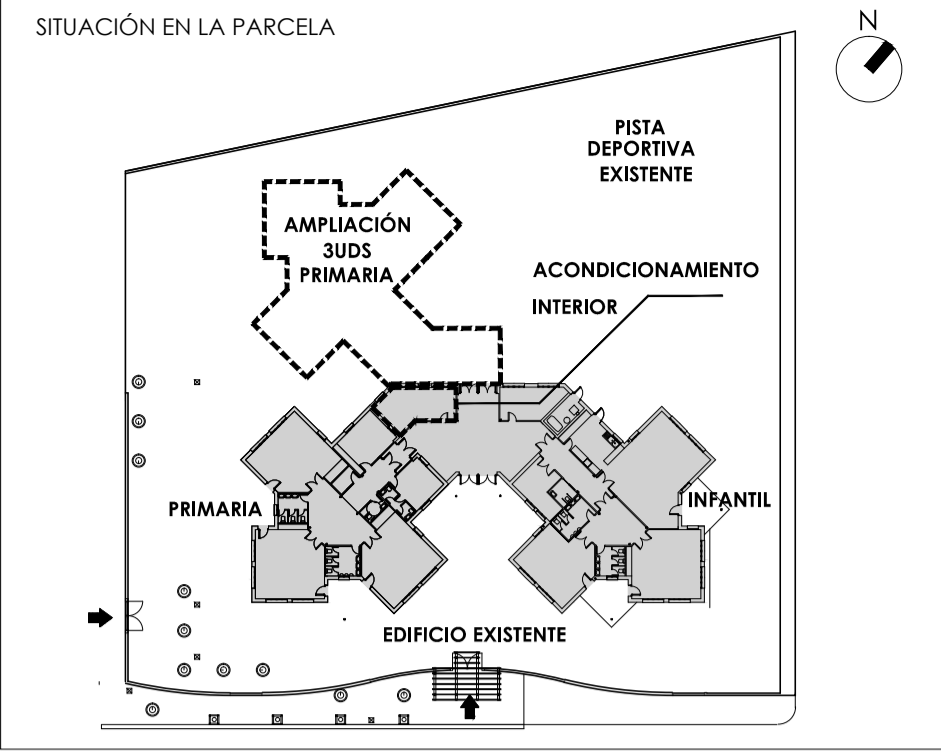 SITUACIÓN EN LA PARCELA
N
PISTA
DEPORTIVA
EXISTENTE
AMPLIACIÓN
3UDS
PRIMARIA
ACONDICIONAMIENTO
INTERIOR
PRIMARIA
INFANTIL
EDIFICIO EXISTENTE